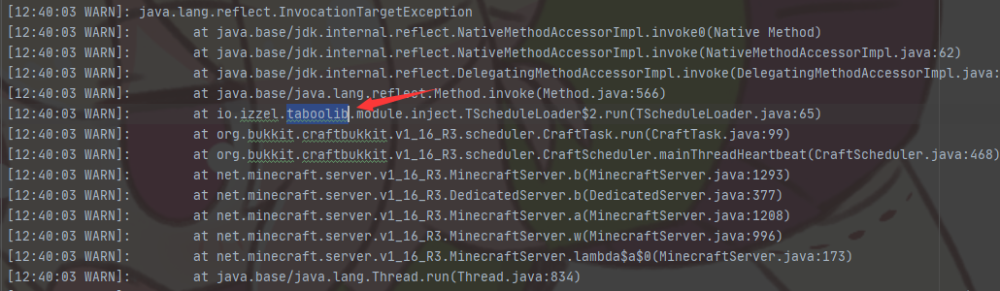 [12:40:03 WARN]: java.lang.reflect.InvocationTargetException
[12:40:03 WARN]: at java.base/jdk.internal.reflect.NativeMethodAccessorImpl.invoke0(Native Method)
[12:40:03 WARN]: at java.base/jdk.internal.reflect.NativeMethodAccessorImpl.invoke(NativeMethodAccessorImpl.java:62)
[12:40:03 WARN]: at java.base/jdk.internal.reflect.DelegatingMethodAccessorImpl.invoke(DelegatingMethodAccessorImpl.java:
[12:40:03 WARN]: at java.base/java.lang.reflect.Method.invoke(Method.java:566)
[12:40:03 WARN]: at io.izzel.taboolib.module.inject.TScheduleLoader$2.run(TScheduleLoader.java:65)
[12:40:03 WARN]: at org.bukkit.craftbukkit.v1_16_R3.scheduler.CraftTask.run(CraftTask.java:99)
[12:40:03 WARN]: at org.bukkit.craftbukkit.v1_16_R3.scheduler.CraftScheduler.mainThreadHeartbeat(CraftScheduler.java:468)
[12:40:03 WARN]: at net.minecraft.server.v1_16_R3.MinecraftServer.b(MinecraftServer.java:1293)
[12:40:03 WARN]: at net.minecraft.server.v1_16_R3.DedicatedServer.b(DedicatedServer.java:377)
[12:40:03 WARN]: at net.minecraft.server.v1_16_R3.MinecraftServer.a(MinecraftServer.java:1208)
[12:40:03 WARN]: at net.minecraft.server.v1_16_R3.MinecraftServer.w(MinecraftServer.java:996)
[12:40:03 WARN]: at net.minecraft.server.v1_16_R3.MinecraftServer.lambda$a$0(MinecraftServer.java:173)
[12:40:03 WARN]: at java.base/java.lang.Thread.run(Thread.java:834)